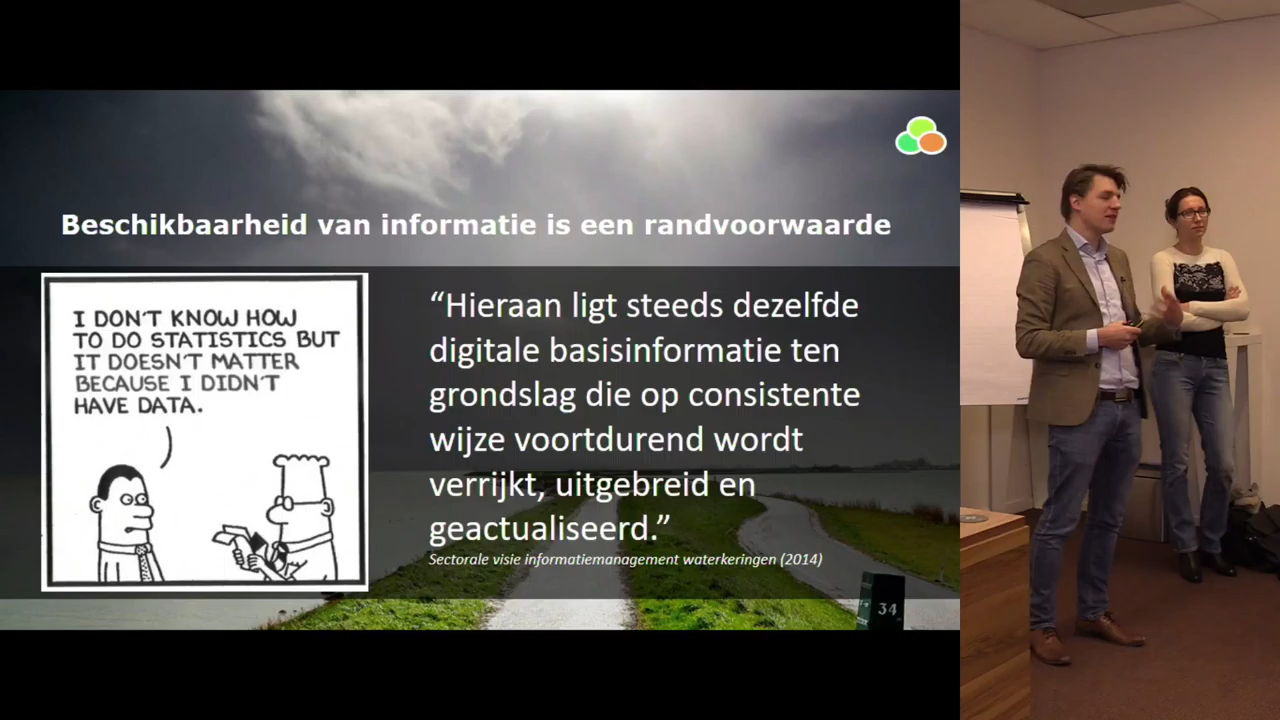 Beschikbaarheid van informatie is een randvoorwaarde
I DON'T KNOW HOW
TO DO STATISTICS BUT
IT DOESN'T MATTER
BECAUSE I DIDN'T
HAVE DATA.
“Hieraan ligt steeds dezelfde
digitale basisinformatie ten
grondslag die op consistente
wijze voortdurend wordt
verrijkt, uitgebreid en
geactualiseerd.”
Sectorale visie informatiemanagement waterkeringen (2014)
34